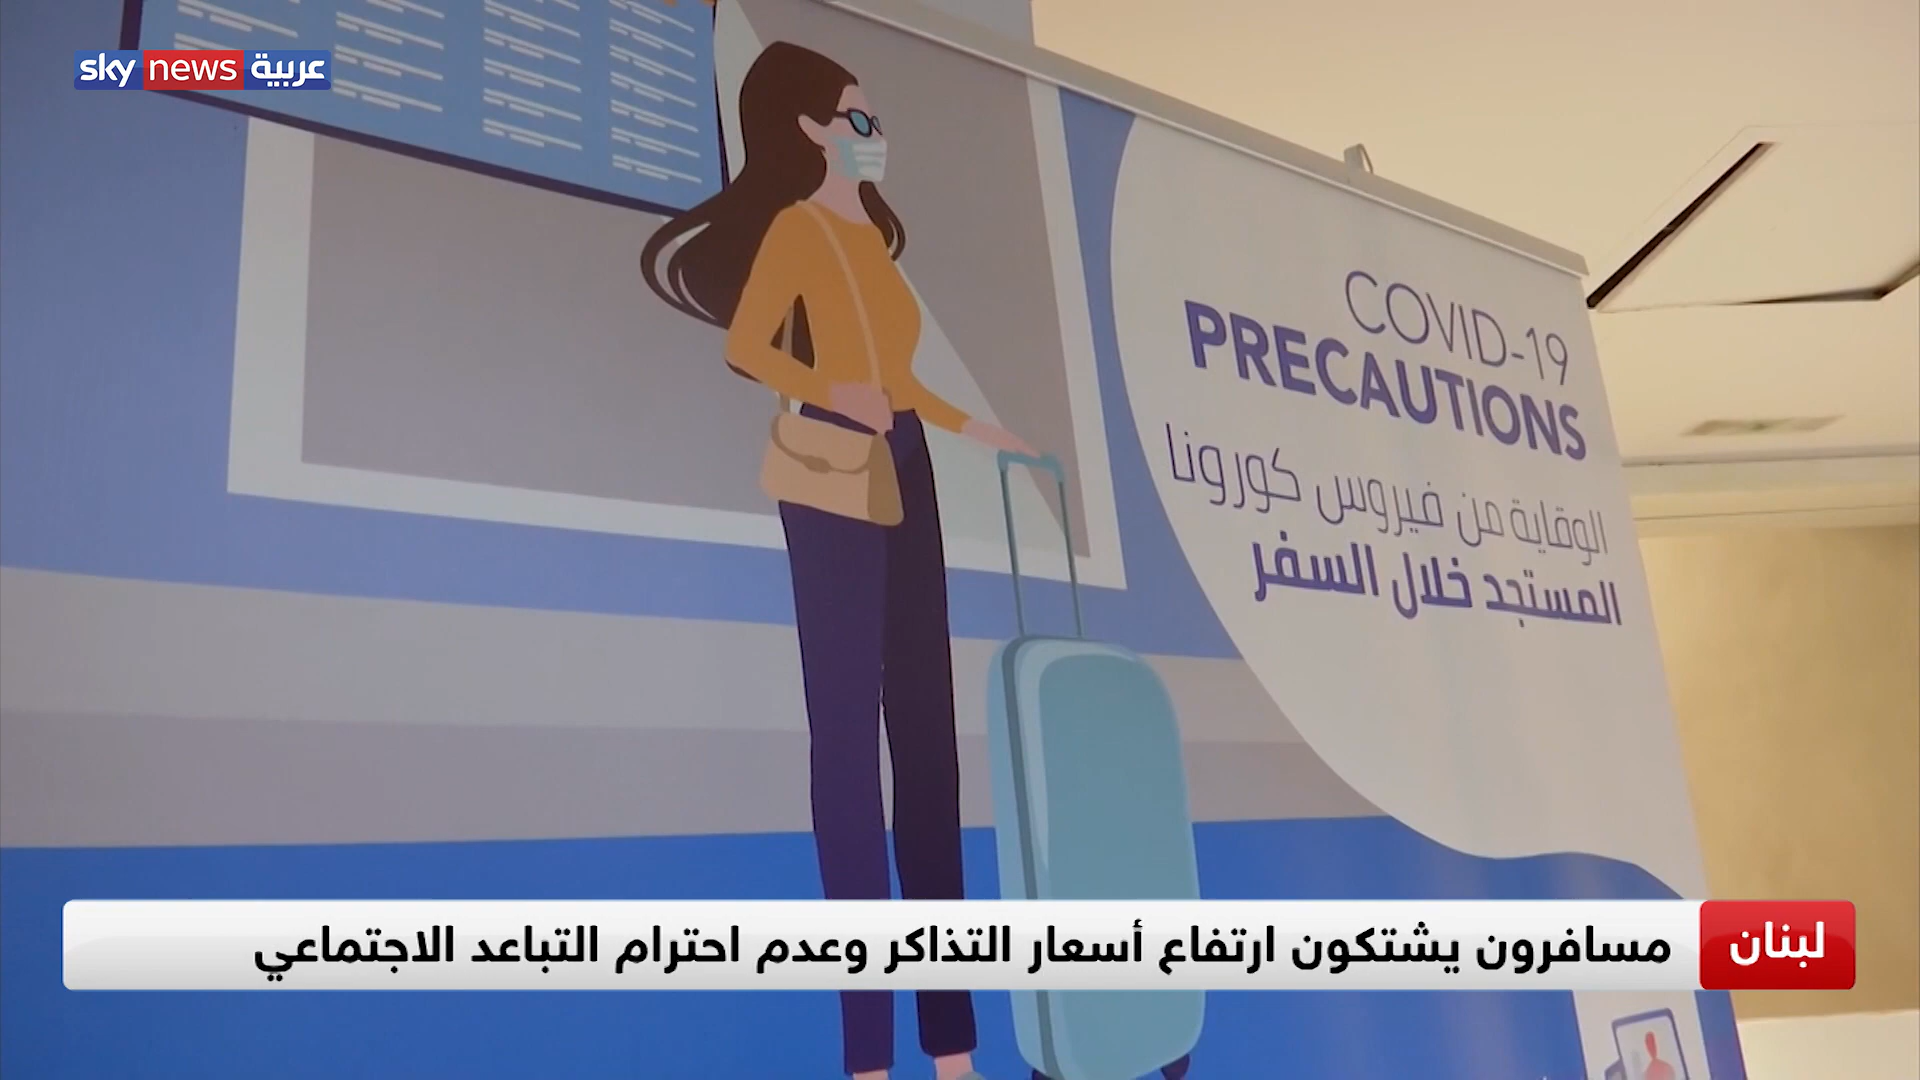 sky news عربية
COVID-19
PRECAUTIONS
الوقاية من فيروس كورونا
المستجد خلال السفر
لبنان
مسافرون يشتكون ارتفاع أسعار التذاكر وعدم احترام التباعد الاجتماعي